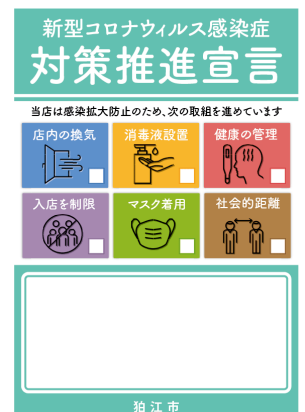 新型コロナウィルス感染症
対策推進宣言
当店は感染拡大防止のため、次の取組を進めています
店内の換気
消毒液設置
健康の管理
入店を制限
マスク着用
社会的距離
狛江市